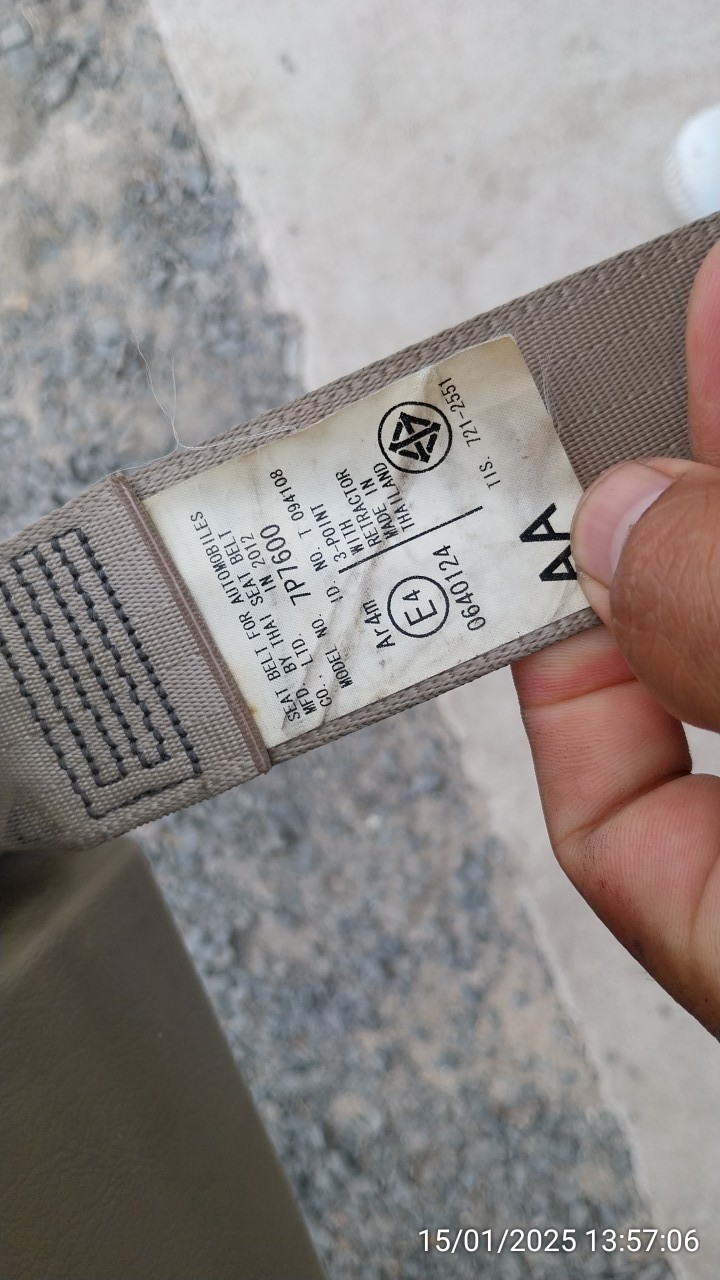 SEAT BELT FOR AUTOMOBILES
MFD. BY THAI SEAT BELT
CO., LTD. IN 2012
MODEL NO. 7P7600
ID. NO. T 094108
3-POINT
WITH
RETRACTOR
MADE IN
THAILAND
Ar4m
E4
0640124
TIS. 721-2551
AA
15/01/2025 13:57:06